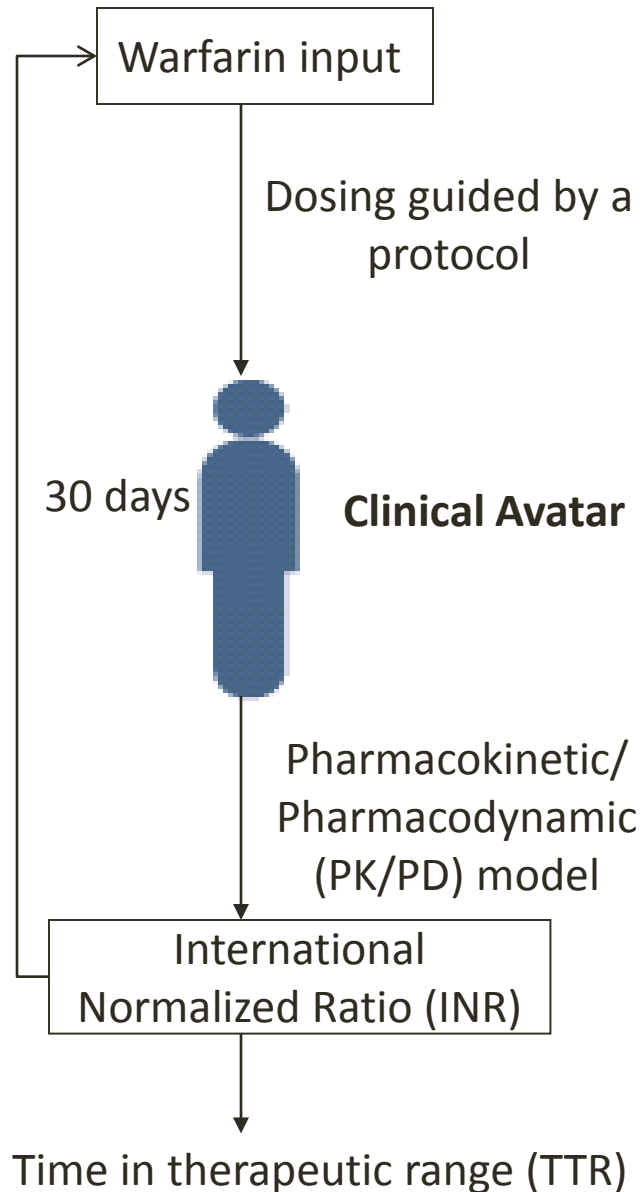 Warfarin input
Dosing guided by a
protocol
30 days
Clinical Avatar
Pharmacokinetic/
Pharmacodynamic
(PK/PD) model
International
Normalized Ratio (INR)
Time in therapeutic range (TTR)